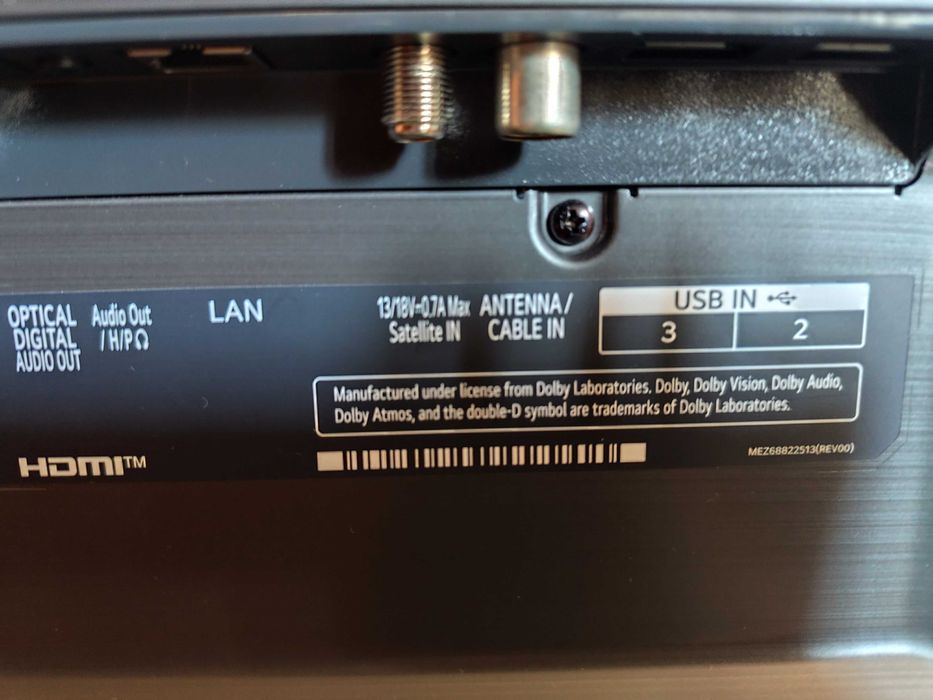 OPTICAL
DIGITAL
AUDIO OUT
Audio Out
/ H/P
LAN
13/18V⎓0.7A Max
Satellite IN
ANTENNA /
CABLE IN
USB IN
3
2
Manufactured under license from Dolby Laboratories. Dolby, Dolby Vision, Dolby Audio,
Dolby Atmos, and the double-D symbol are trademarks of Dolby Laboratories.
HDMI™
MEZ68822513(REV00)